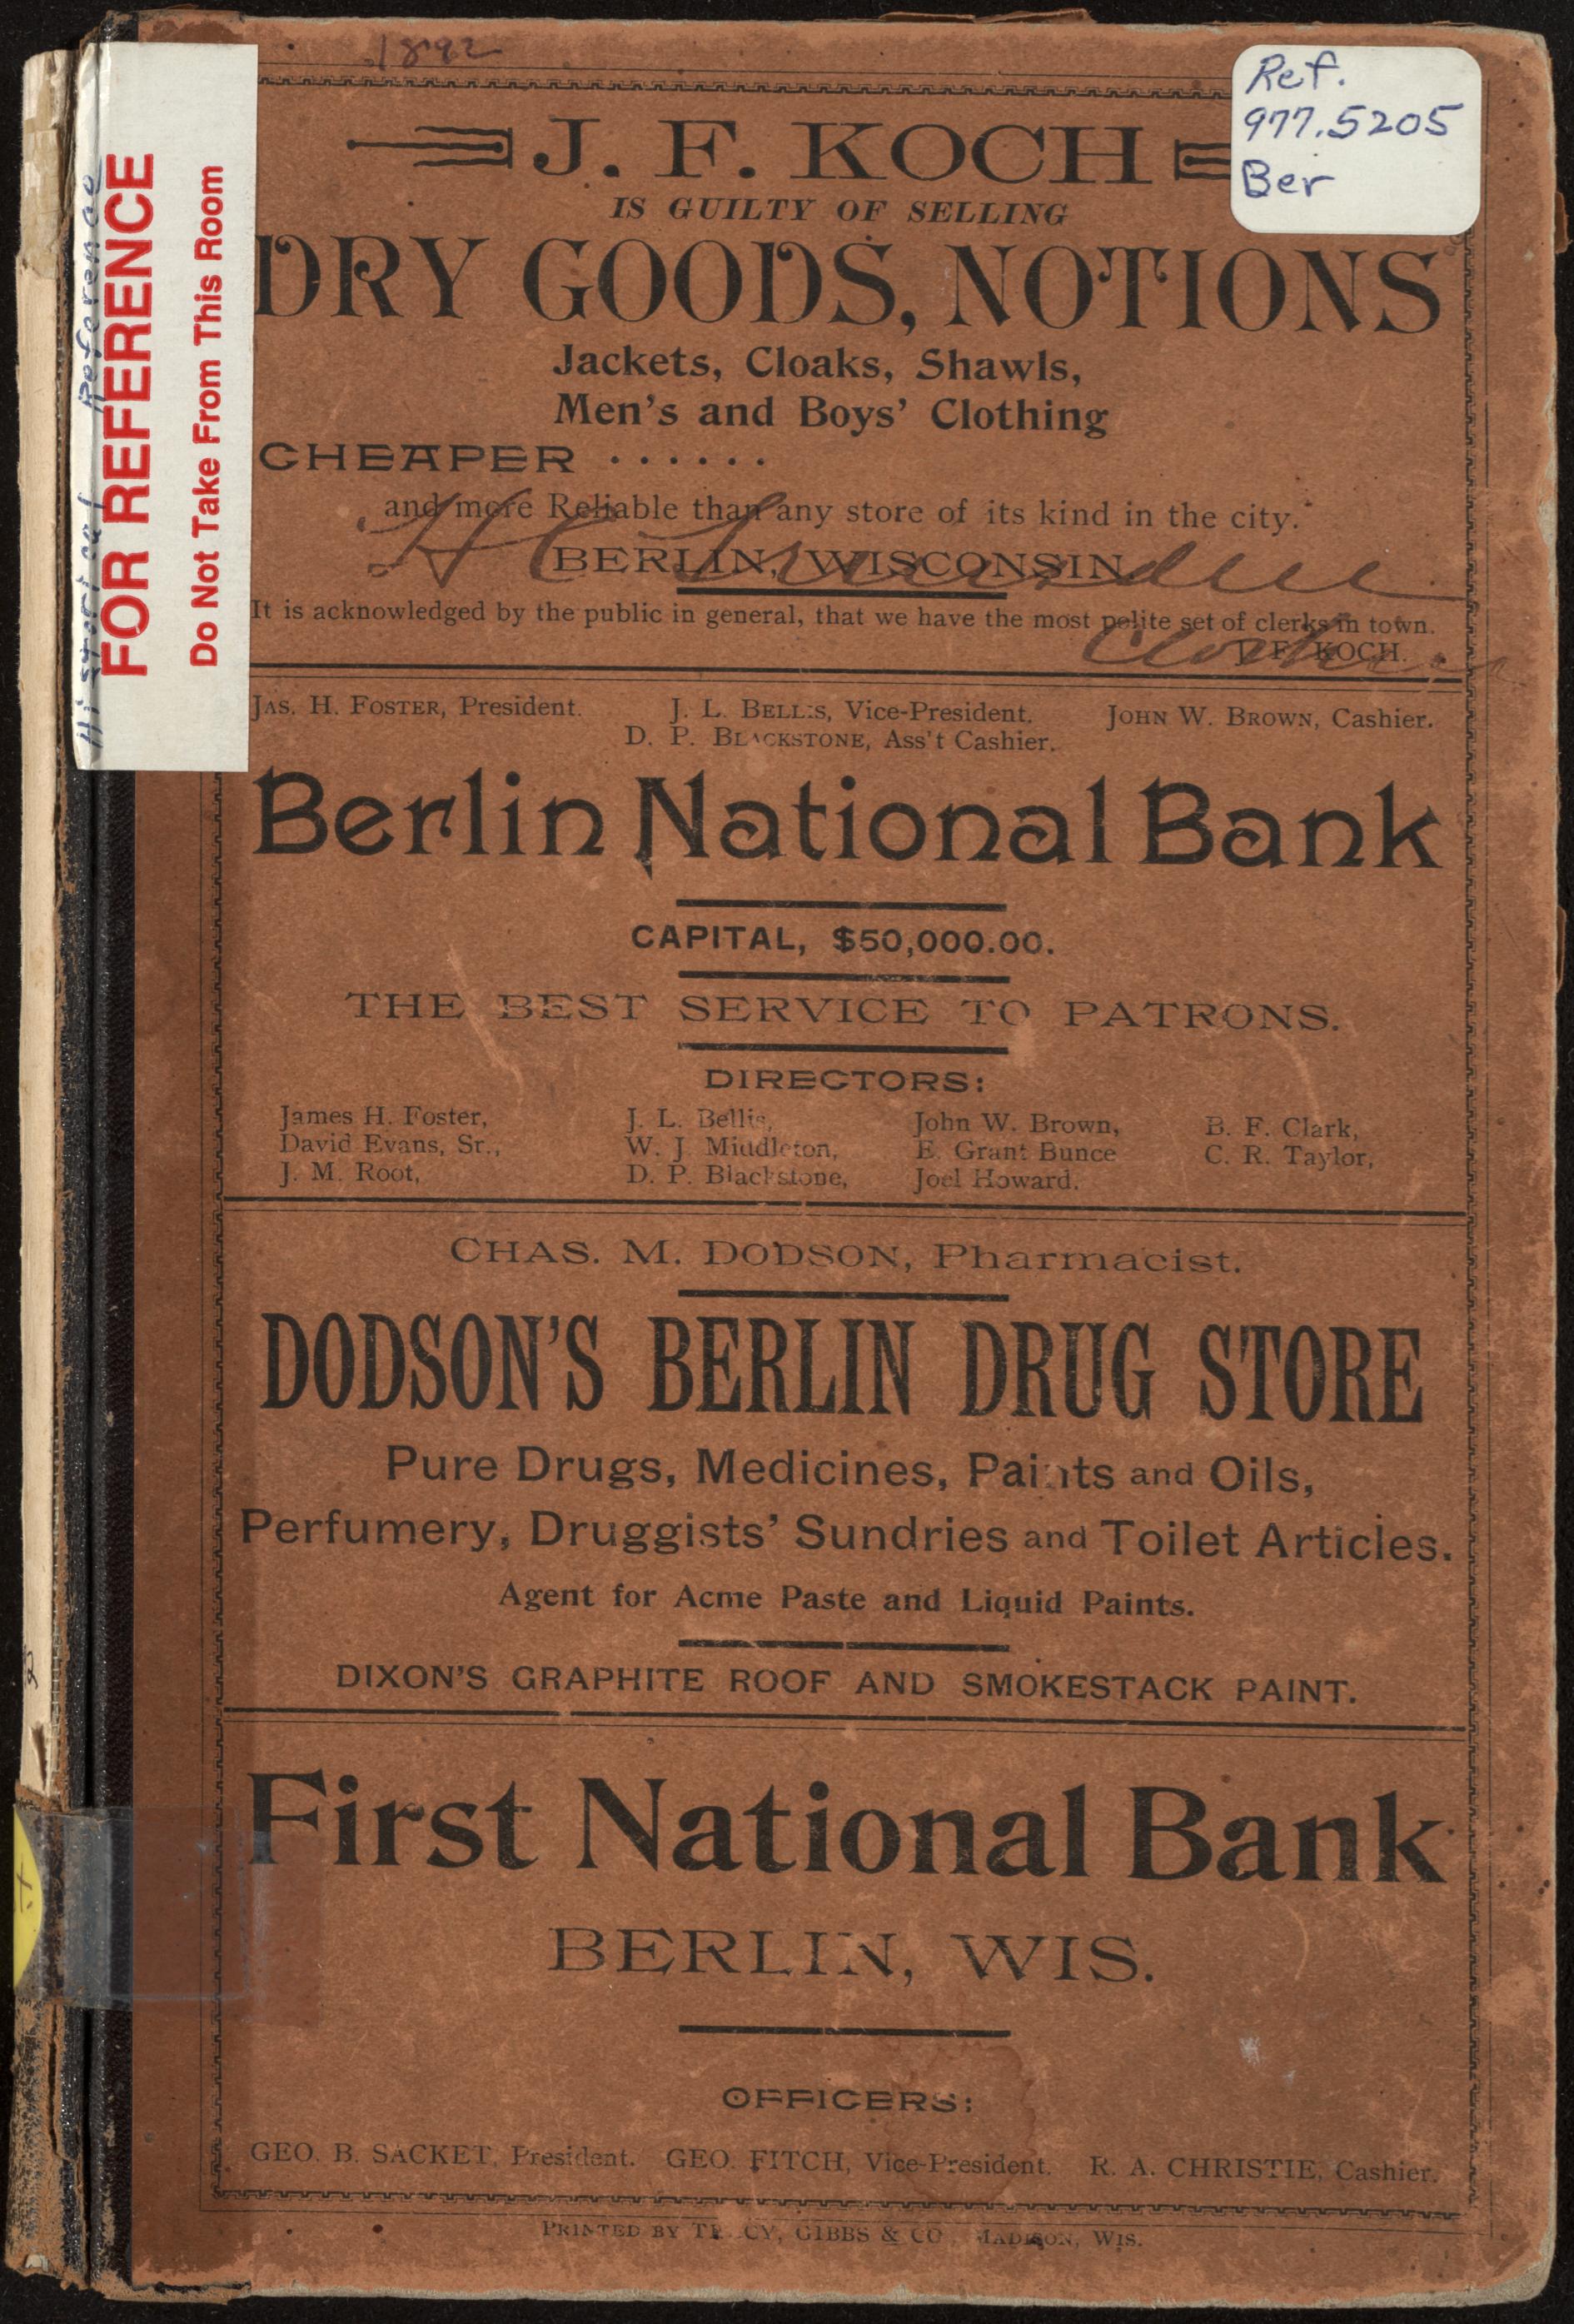 1892
Ref.
977.5205
Ber
FOR REFERENCE
Do Not Take From This Room
Historical Reference
J. F. KOCH
IS GUILTY OF SELLING
DRY GOODS, NOTIONS
Jackets, Cloaks, Shawls,
Men's and Boys' Clothing
CHEAPER ......
and more Reliable than any store of its kind in the city.
BERLIN, WISCONSIN
It is acknowledged by the public in general, that we have the most polite set of clerks in town.
J. F. KOCH.
JAS. H. FOSTER, President. J. L. BELLIS, Vice-President. JOHN W. BROWN, Cashier.
D. P. BLACKSTONE, Ass't Cashier.
Berlin National Bank
CAPITAL, $50,000.00.
THE BEST SERVICE TO PATRONS.
DIRECTORS:
James H. Foster, J. L. Bellis, John W. Brown, B. F. Clark,
David Evans, Sr., W. J. Middleton, E. Grant Bunce C. R. Taylor,
J. M. Root, D. P. Blackstone, Joel Howard.
CHAS. M. DODSON, Pharmacist.
DODSON'S BERLIN DRUG STORE
Pure Drugs, Medicines, Paints and Oils,
Perfumery, Druggists' Sundries and Toilet Articles.
Agent for Acme Paste and Liquid Paints.
DIXON'S GRAPHITE ROOF AND SMOKESTACK PAINT.
First National Bank
BERLIN, WIS.
OFFICERS:
GEO. B. SACKET, President. GEO. FITCH, Vice-President. R. A. CHRISTIE, Cashier.
PRINTED BY TRACY, GIBBS & CO., MADISON, WIS.